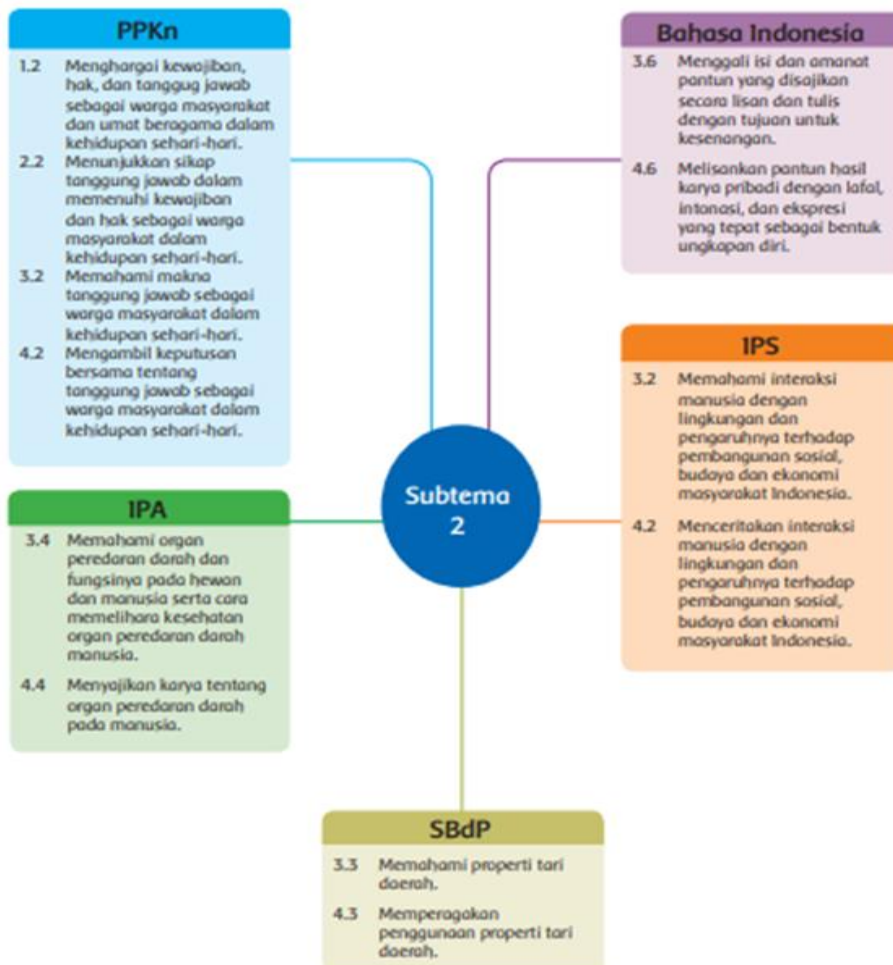 PPKn
1.2 Menghargai kewajiban,
hak, dan tanggug jawab
sebagai warga masyarakat
dan umat beragama dalam
kehidupan sehari-hari.
2.2 Menunjukkan sikap
tanggung jawab dalam
memenuhi kewajiban
dan hak sebagai warga
masyarakat dalam
kehidupan sehari-hari.
3.2 Memahami makna
tanggung jawab sebagai
warga masyarakat dalam
kehidupan sehari-hari.
4.2 Mengambil keputusan
bersama tentang
tanggung jawab sebagai
warga masyarakat dalam
kehidupan sehari-hari.
Bahasa Indonesia
3.6 Menggali isi dan amanat
pantun yang disajikan
secara lisan dan tulis
dengan tujuan untuk
kesenangan.
4.6 Melisankan pantun hasil
karya pribadi dengan lafal,
intonasi, dan ekspresi
yang tepat sebagai bentuk
ungkapan diri.
IPS
3.2 Memahami interaksi
manusia dengan
lingkungan dan
pengaruhnya terhadap
pembangunan sosial,
budaya dan ekonomi
masyarakat Indonesia.
4.2 Menceritakan interaksi
manusia dengan
lingkungan dan
pengaruhnya terhadap
pembangunan sosial,
budaya dan ekonomi
masyarakat Indonesia.
Subtema
2
IPA
3.4 Memahami organ
peredaran darah dan
fungsinya pada hewan
dan manusia serta cara
memelihara kesehatan
organ peredaran darah
manusia.
4.4 Menyajikan karya tentang
organ peredaran darah
pada manusia.
SBdP
3.3 Memahami properti tari
daerah.
4.3 Memperagakan
penggunaan properti tari
daerah.